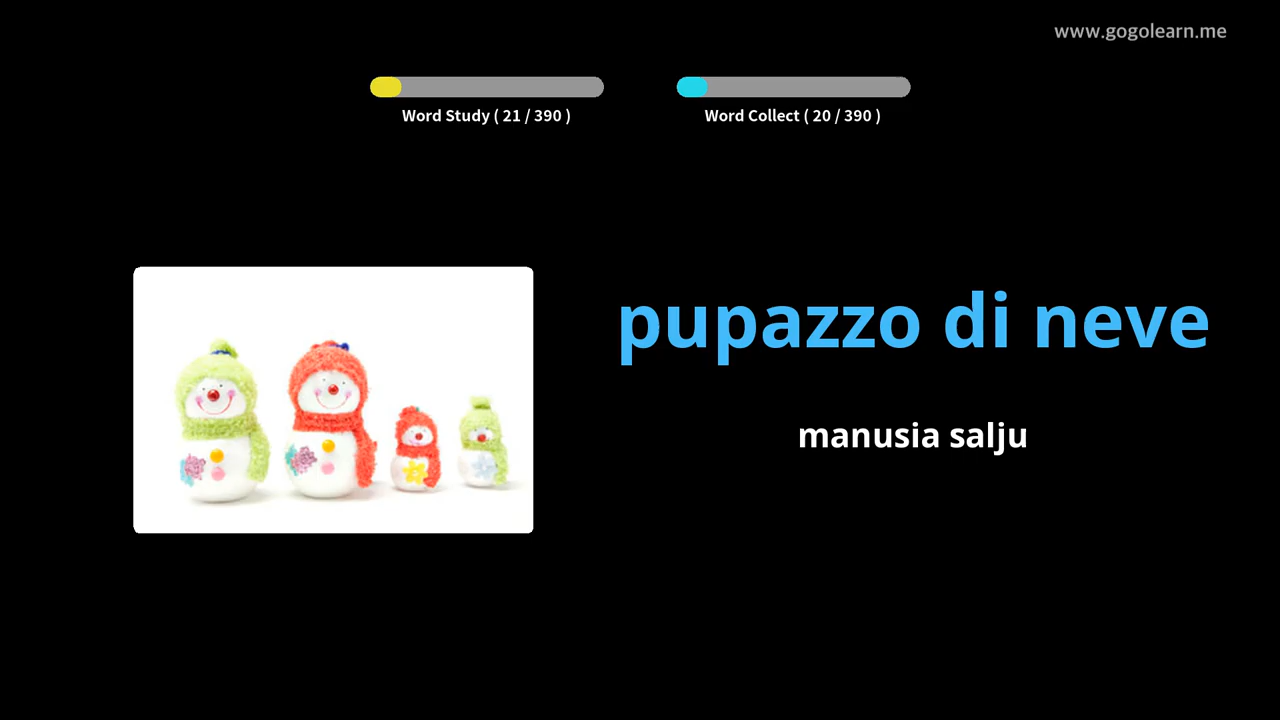 www.gogolearn.me
Word Study ( 21 / 390 )
Word Collect ( 20 / 390 )
pupazzo di neve
manusia salju